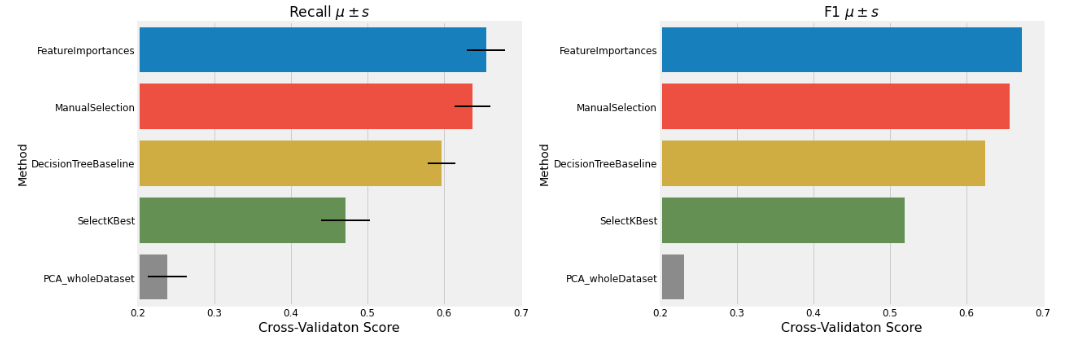 Recall μ ± s
Method
FeatureImportances
ManualSelection
DecisionTreeBaseline
SelectKBest
PCA_wholeDataset
0.2 0.3 0.4 0.5 0.6 0.7
Cross-Validaton Score
F1 μ ± s
Method
FeatureImportances
ManualSelection
DecisionTreeBaseline
SelectKBest
PCA_wholeDataset
0.2 0.3 0.4 0.5 0.6 0.7
Cross-Validaton Score